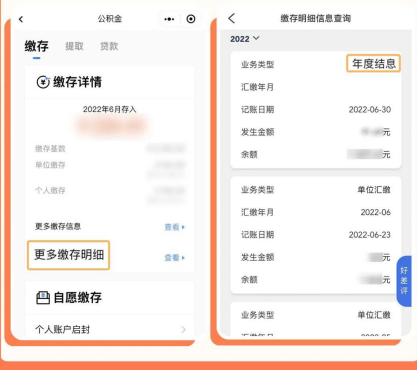 公积金
缴存 提取 贷款
缴存详情
2022年6月存入
缴存基数
单位缴存
个人缴存
更多缴存信息 查看
更多缴存明细 查看
自愿缴存
个人账户启封
缴存明细信息查询
2022
业务类型 年度结息
汇缴年月
记账日期 2022-06-30
发生金额 元
余额 元
业务类型 单位汇缴
汇缴年月 2022-06
记账日期 2022-06-23
发生金额 元
余额 元
好差评
业务类型 单位汇缴